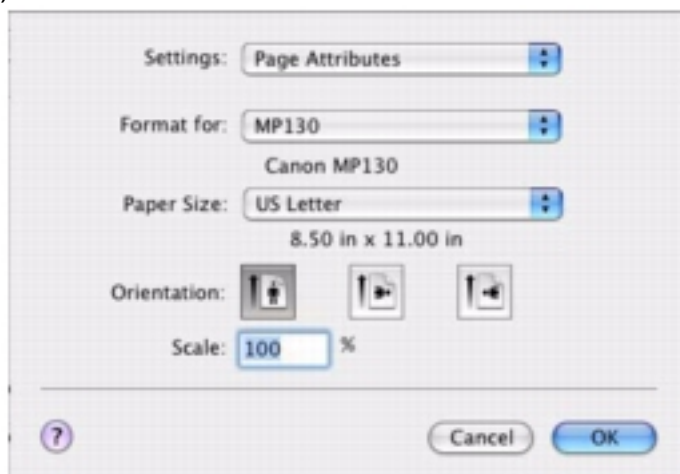 Settings: Page Attributes
Format for: MP130
Canon MP130
Paper Size: US Letter
8.50 in x 11.00 in
Orientation:
Scale: 100 %
? Cancel OK